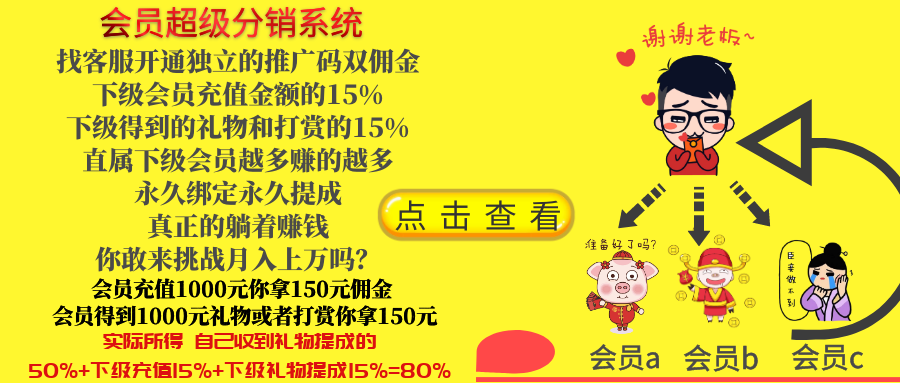 会员超级分销系统
找客服开通独立的推广码双佣金
下级会员充值金额的15%
下级得到的礼物和打赏的15%
直属下级会员越多赚的越多
永久绑定永久提成
真正的躺着赚钱
你敢来挑战月入上万吗?
会员充值1000元你拿150元佣金
会员得到1000元礼物或者打赏你拿150元
实际所得 自己收到礼物提成的
50%+下级充值15%+下级礼物提成15%=80%
点击查看
谢谢老板~
准备好了吗?
臣妾做不到
会员a
会员b
会员c